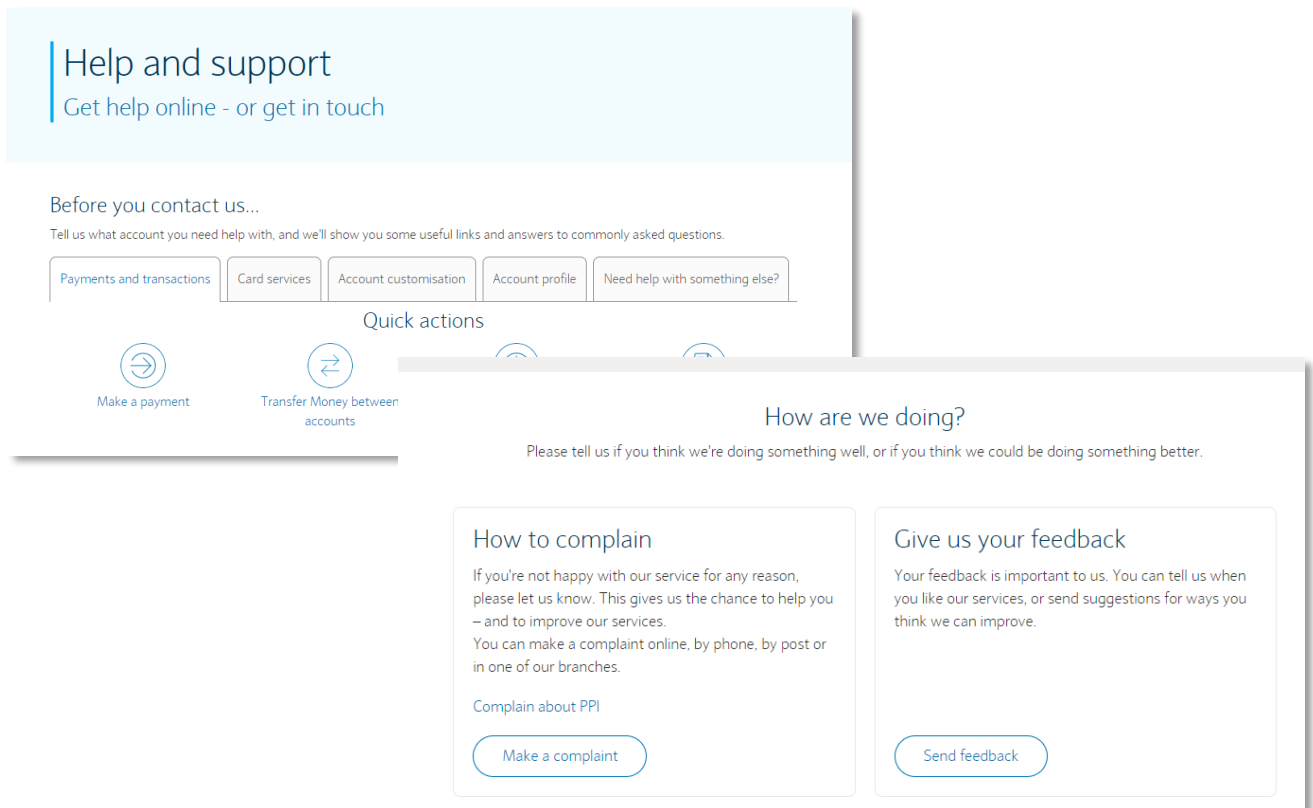 Help and support
Get help online - or get in touch
Before you contact us...
Tell us what account you need help with, and we'll show you some useful links and answers to commonly asked questions.
Payments and transactions
Card services
Account customisation
Account profile
Need help with something else?
Quick actions
Make a payment
Transfer Money between
accounts
How are we doing?
Please tell us if you think we're doing something well, or if you think we could be doing something better.
How to complain
If you're not happy with our service for any reason,
please let us know. This gives us the chance to help you
– and to improve our services.
You can make a complaint online, by phone, by post or
in one of our branches.
Complain about PPI
Make a complaint
Give us your feedback
Your feedback is important to us. You can tell us when
you like our services, or send suggestions for ways you
think we can improve.
Send feedback